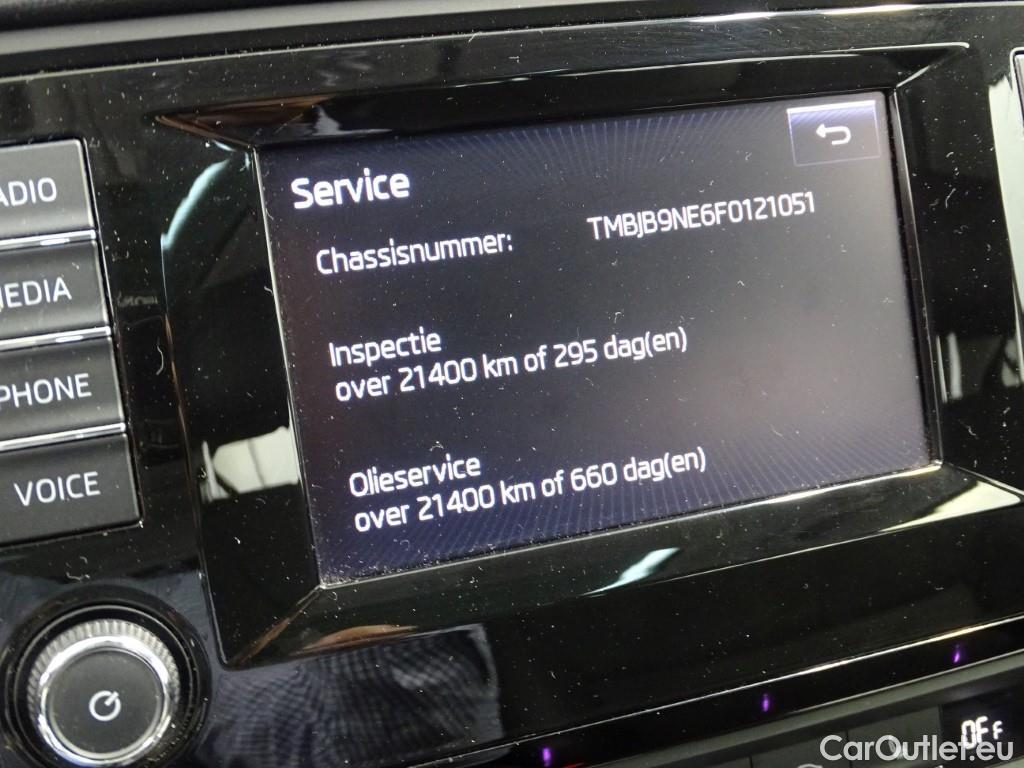 Service
Chassisnummer: TMBJB9NE6F0121051
Inspectie
over 21400 km of 295 dag(en)
Olieservice
over 21400 km of 660 dag(en)
ADIO
MEDIA
PHONE
VOICE
OFF
CarOutlet.eu